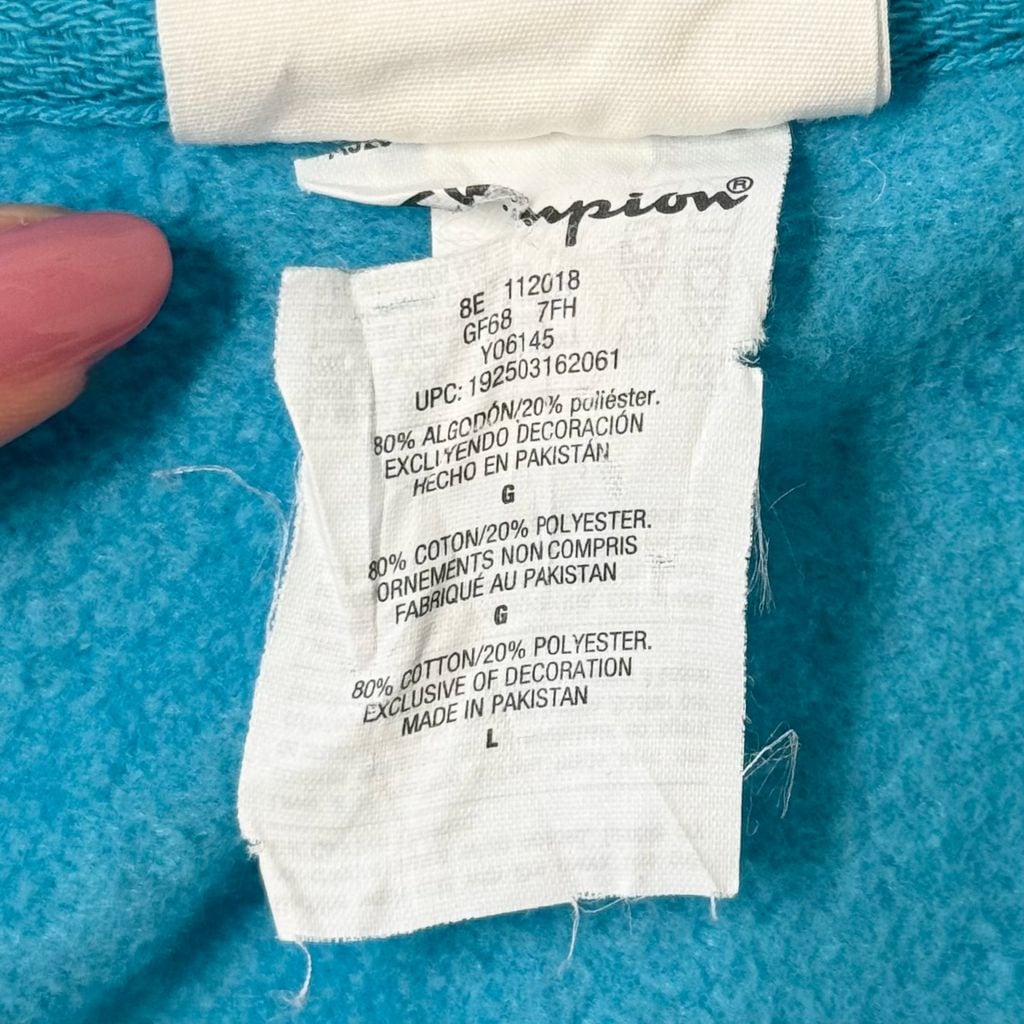 Champion®
8E 112018
GF68 7FH
Y06145
UPC: 192503162061
80% ALGODÓN/20% poliéster.
EXCLUYENDO DECORACIÓN
HECHO EN PAKISTÁN
G
80% COTON/20% POLYESTER.
ORNEMENTS NON COMPRIS
FABRIQUÉ AU PAKISTAN
G
80% COTTON/20% POLYESTER.
EXCLUSIVE OF DECORATION
MADE IN PAKISTAN
L